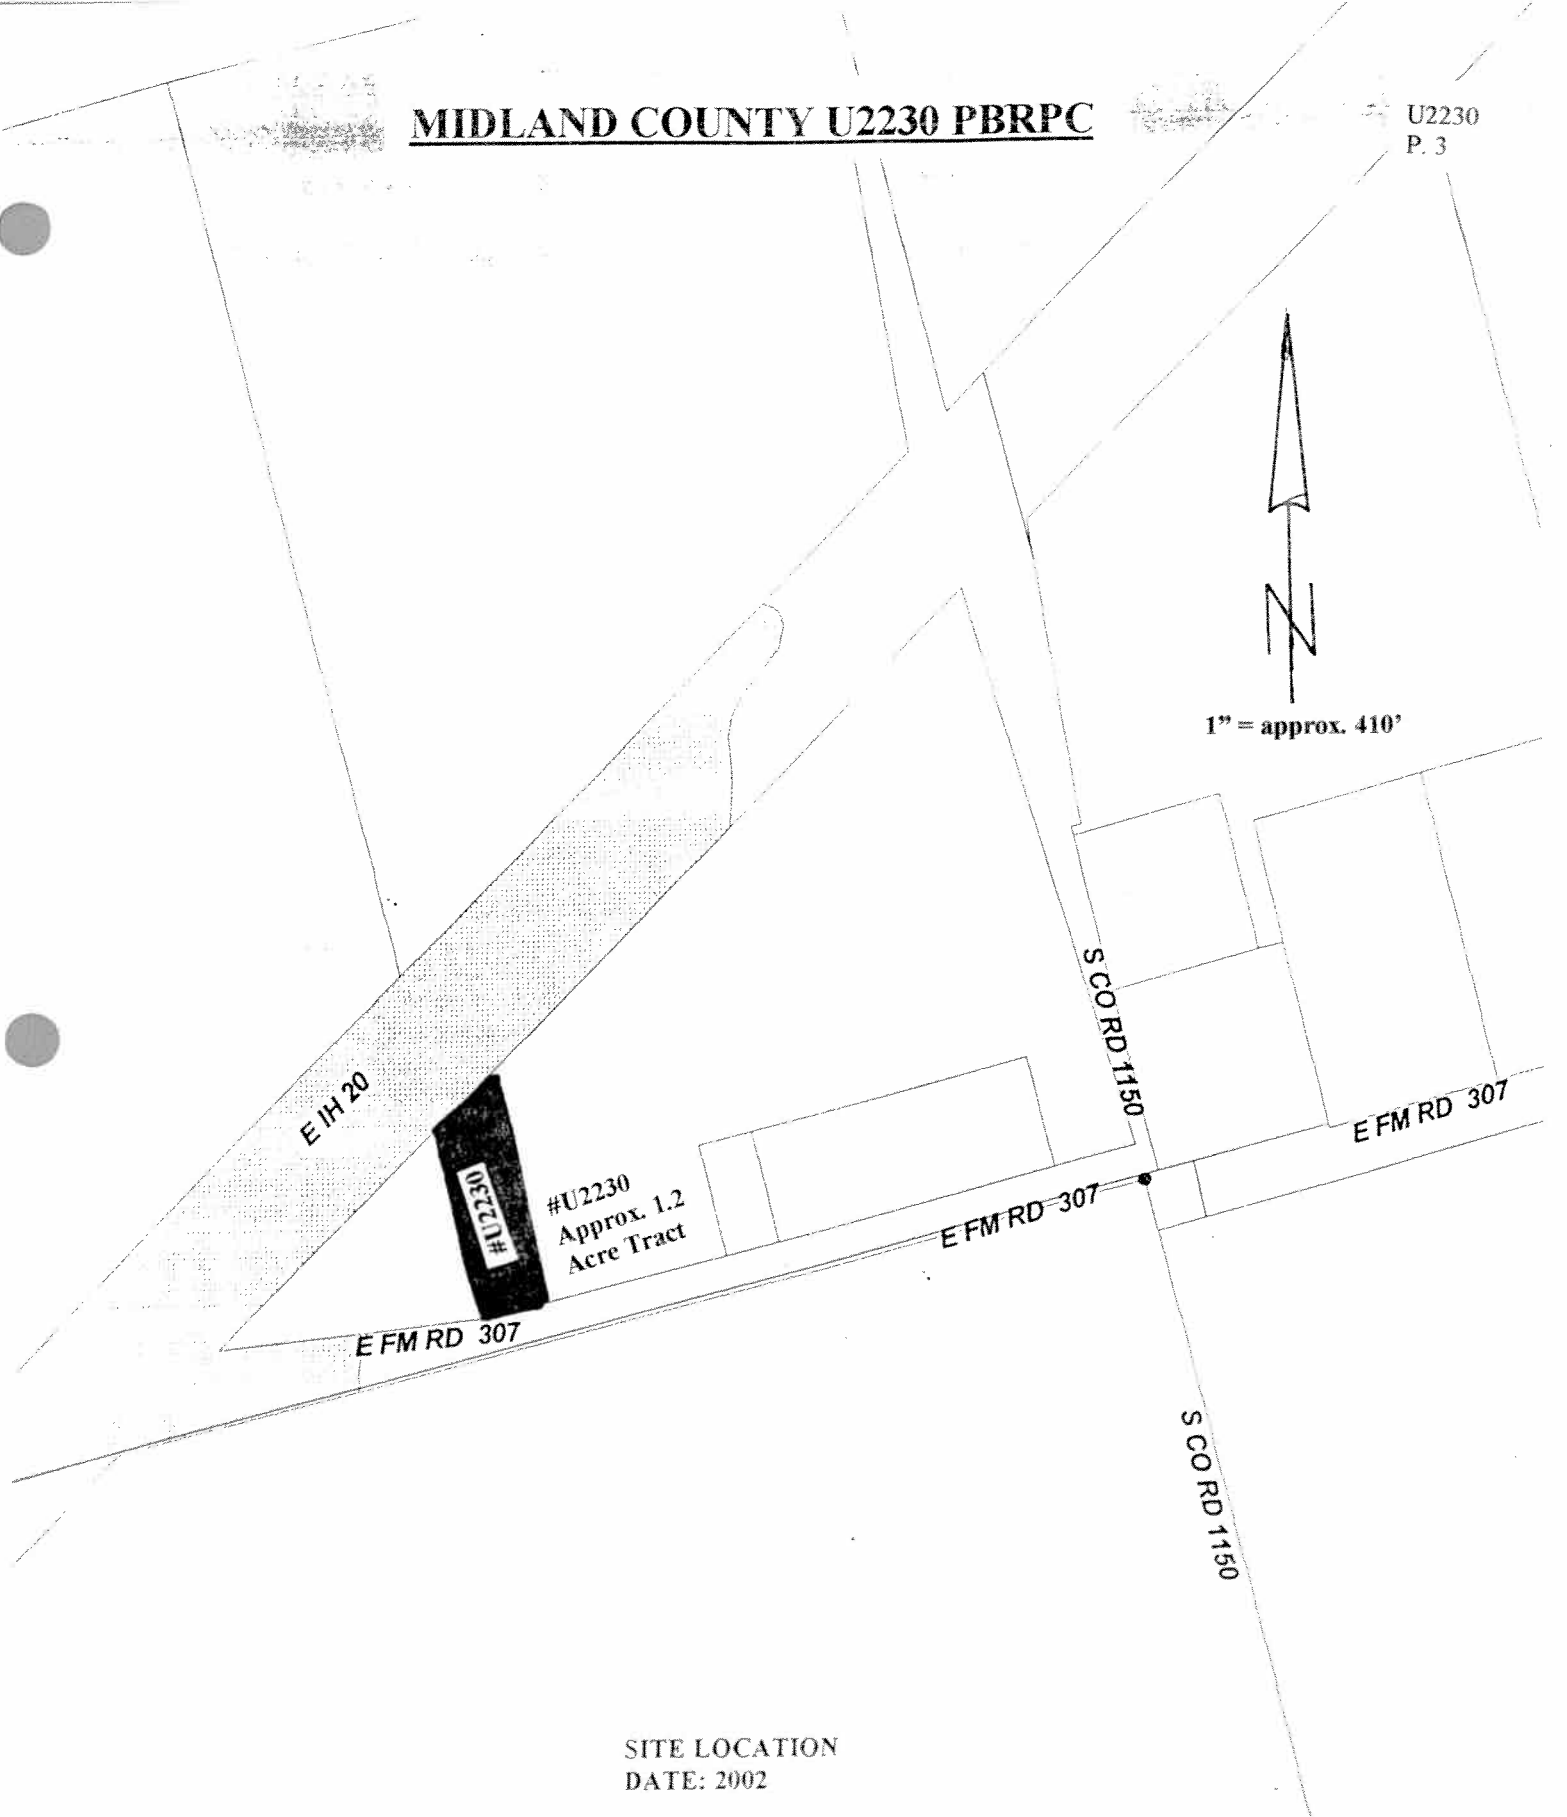 MIDLAND COUNTY U2230 PBRPC
U2230
P. 3
N
1” = approx. 410’
S CO RD 1150
E IH 20
E FM RD 307
#U2230
#U2230
Approx. 1.2
Acre Tract
E FM RD 307
E FM RD 307
S CO RD 1150
SITE LOCATION
DATE: 2002